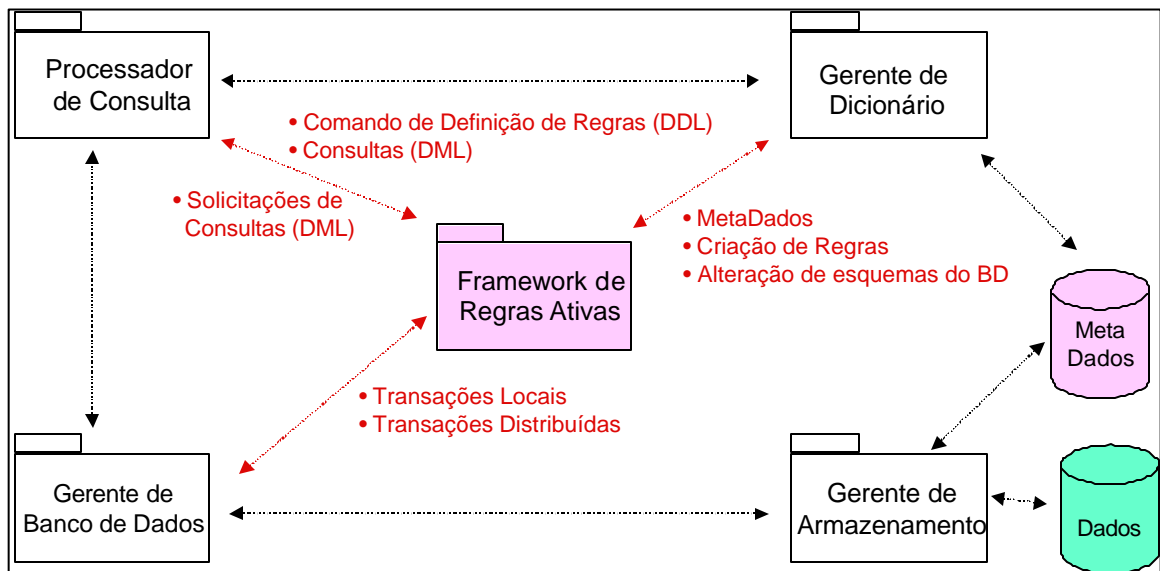 Processador
de Consulta
Gerente de
Dicionário
• Comando de Definição de Regras (DDL)
• Consultas (DML)
• Solicitações de
Consultas (DML)
• MetaDados
• Criação de Regras
• Alteração de esquemas do BD
Framework de
Regras Ativas
Meta
Dados
• Transações Locais
• Transações Distribuídas
Gerente de
Banco de Dados
Gerente de
Armazenamento
Dados